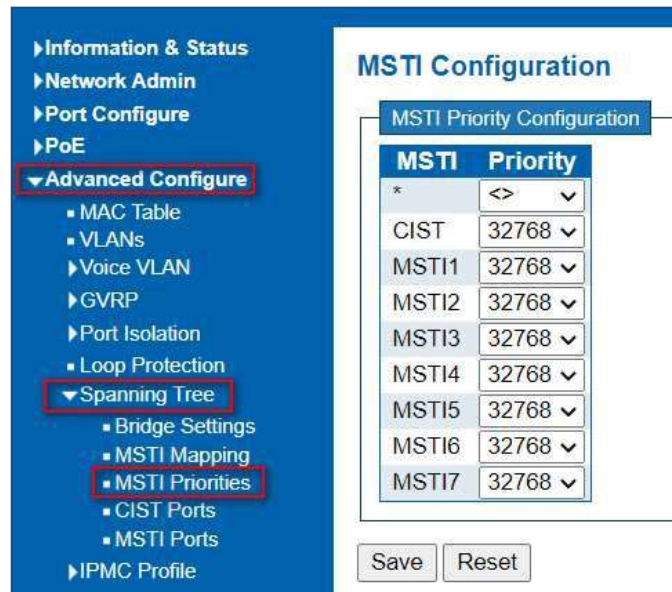 Information & Status
Network Admin
Port Configure
PoE
Advanced Configure
MAC Table
VLANs
Voice VLAN
GVRP
Port Isolation
Loop Protection
Spanning Tree
Bridge Settings
MSTI Mapping
MSTI Priorities
CIST Ports
MSTI Ports
IPMC Profile
MSTI Configuration
MSTI Priority Configuration
MSTI Priority
* <>
CIST 32768
MSTI1 32768
MSTI2 32768
MSTI3 32768
MSTI4 32768
MSTI5 32768
MSTI6 32768
MSTI7 32768
Save Reset